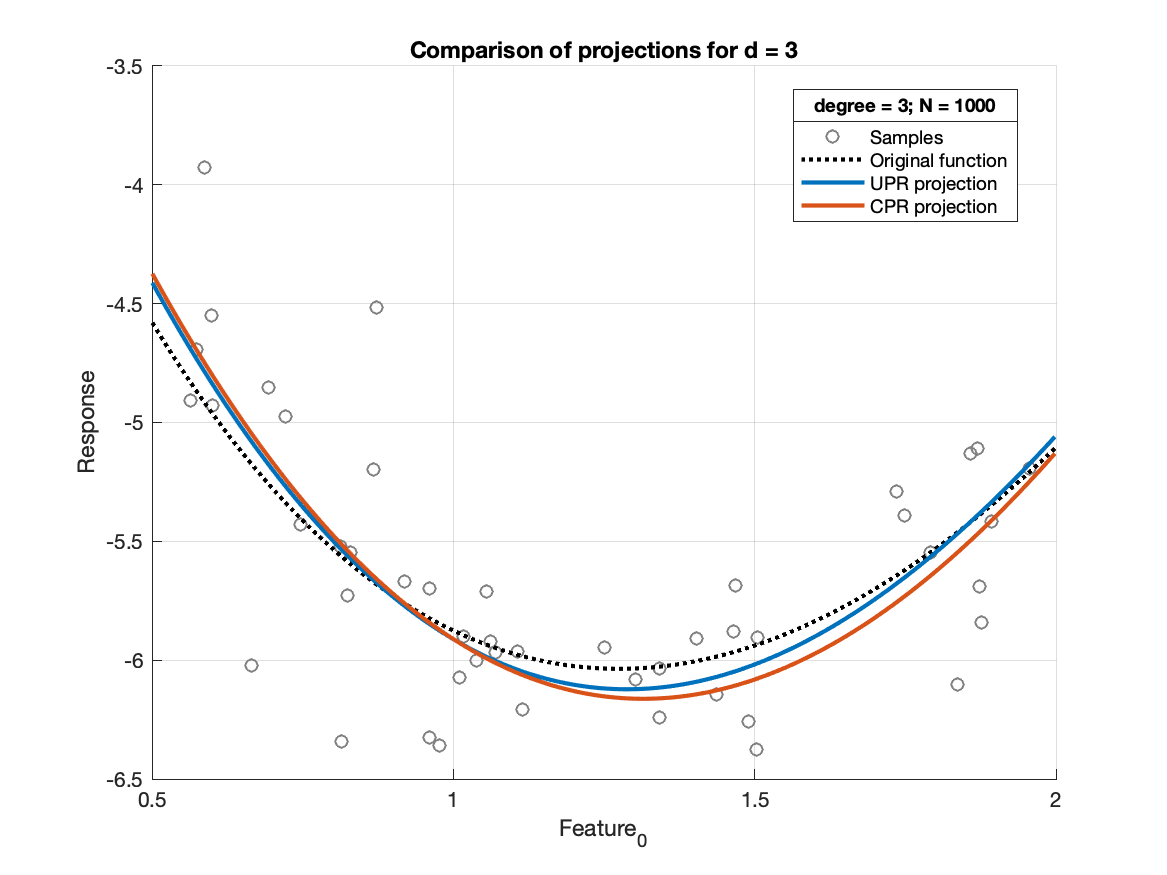 Comparison of projections for d = 3
degree = 3; N = 1000
Samples
Original function
UPR projection
CPR projection
-3.5
-4
-4.5
-5
-5.5
-6
-6.5
Response
0.5 1 1.5 2
Feature₀